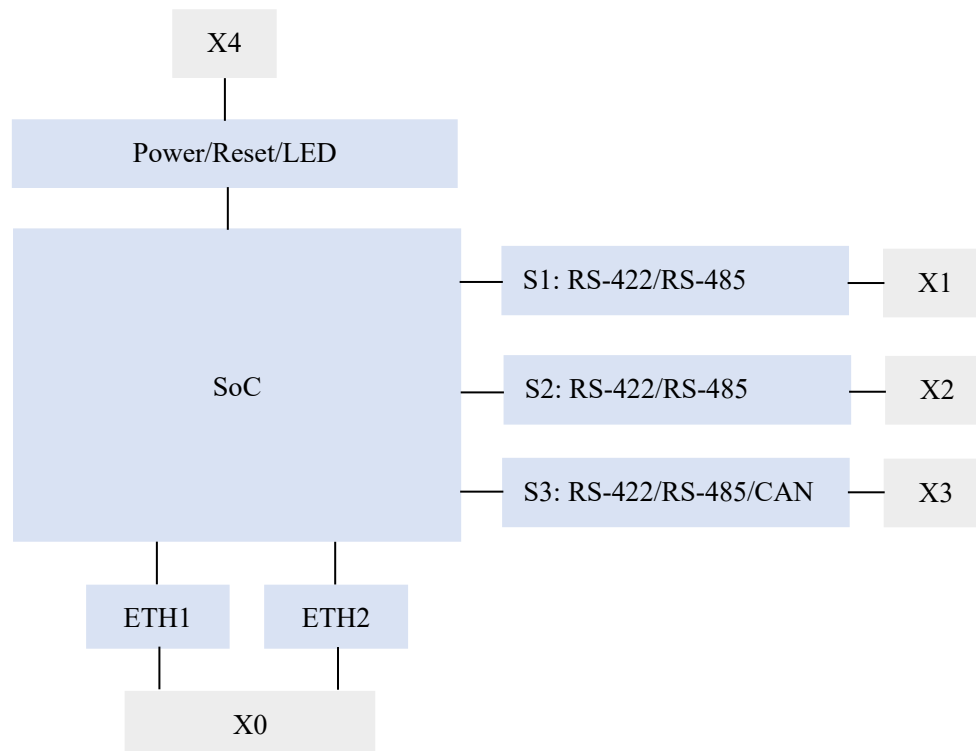 X4
Power/Reset/LED
SoC
S1: RS-422/RS-485
X1
S2: RS-422/RS-485
X2
S3: RS-422/RS-485/CAN
X3
ETH1
ETH2
X0